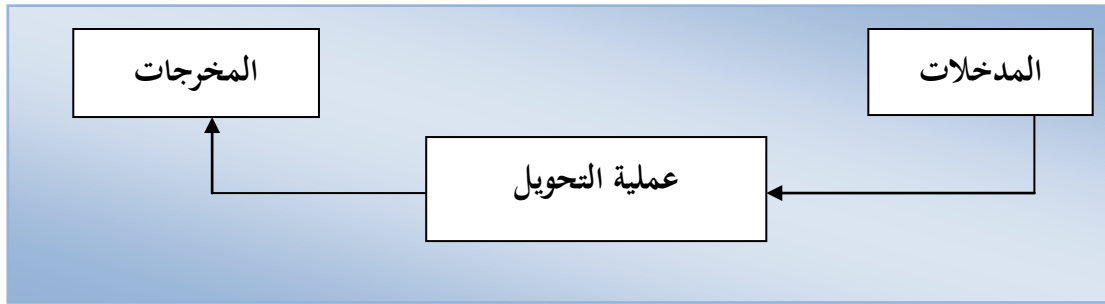 المدخلات
عملية التحويل
المخرجات